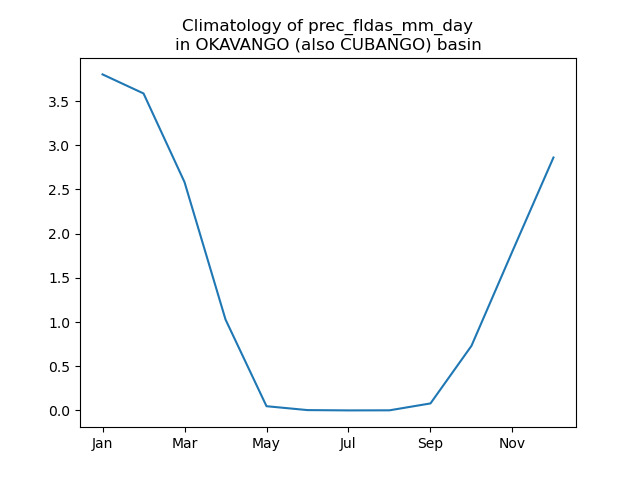 Climatology of prec_fldas_mm_day
in OKAVANGO (also CUBANGO) basin
3.5
3.0
2.5
2.0
1.5
1.0
0.5
0.0
Jan Mar May Jul Sep Nov